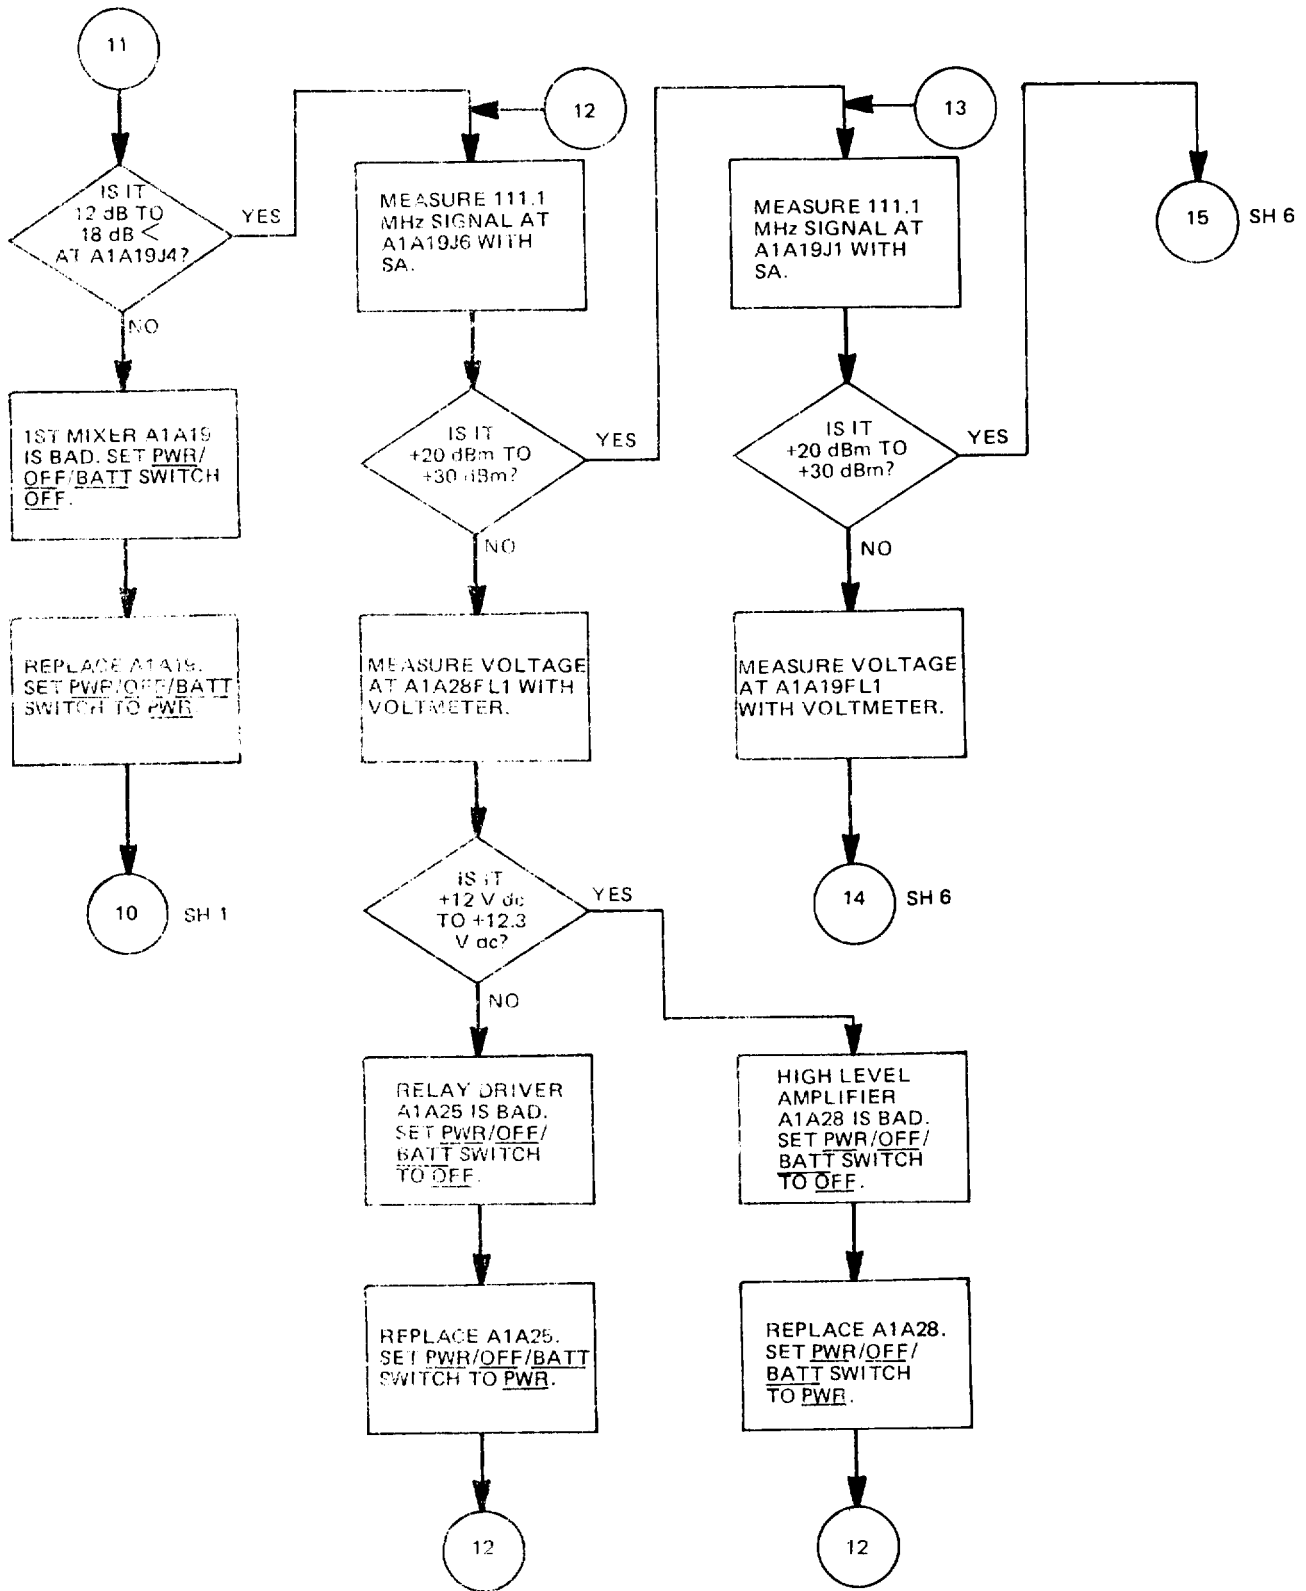 11
IS IT
12 dB TO
18 dB <
AT A1A19J4?
YES
NO
1ST MIXER A1A19
IS BAD. SET PWR/
OFF/BATT SWITCH
OFF.
REPLACE A1A19.
SET PWR/OFF/BATT
SWITCH TO PWR.
10
SH 1
12
MEASURE 111.1
MHz SIGNAL AT
A1A19J6 WITH
SA.
IS IT
+20 dBm TO
+30 dBm?
YES
NO
MEASURE VOLTAGE
AT A1A28FL1 WITH
VOLTMETER.
IS IT
+12 V dc
TO +12.3
V dc?
YES
NO
RELAY DRIVER
A1A25 IS BAD.
SET PWR/OFF/
BATT SWITCH
TO OFF.
REPLACE A1A25.
SET PWR/OFF/BATT
SWITCH TO PWR.
12
13
MEASURE 111.1
MHz SIGNAL AT
A1A19J1 WITH
SA.
IS IT
+20 dBm TO
+30 dBm?
YES
NO
MEASURE VOLTAGE
AT A1A19FL1
WITH VOLTMETER.
14
SH 6
HIGH LEVEL
AMPLIFIER
A1A28 IS BAD.
SET PWR/OFF/
BATT SWITCH
TO OFF.
REPLACE A1A28.
SET PWR/OFF/
BATT SWITCH
TO PWR.
12
15
SH 6